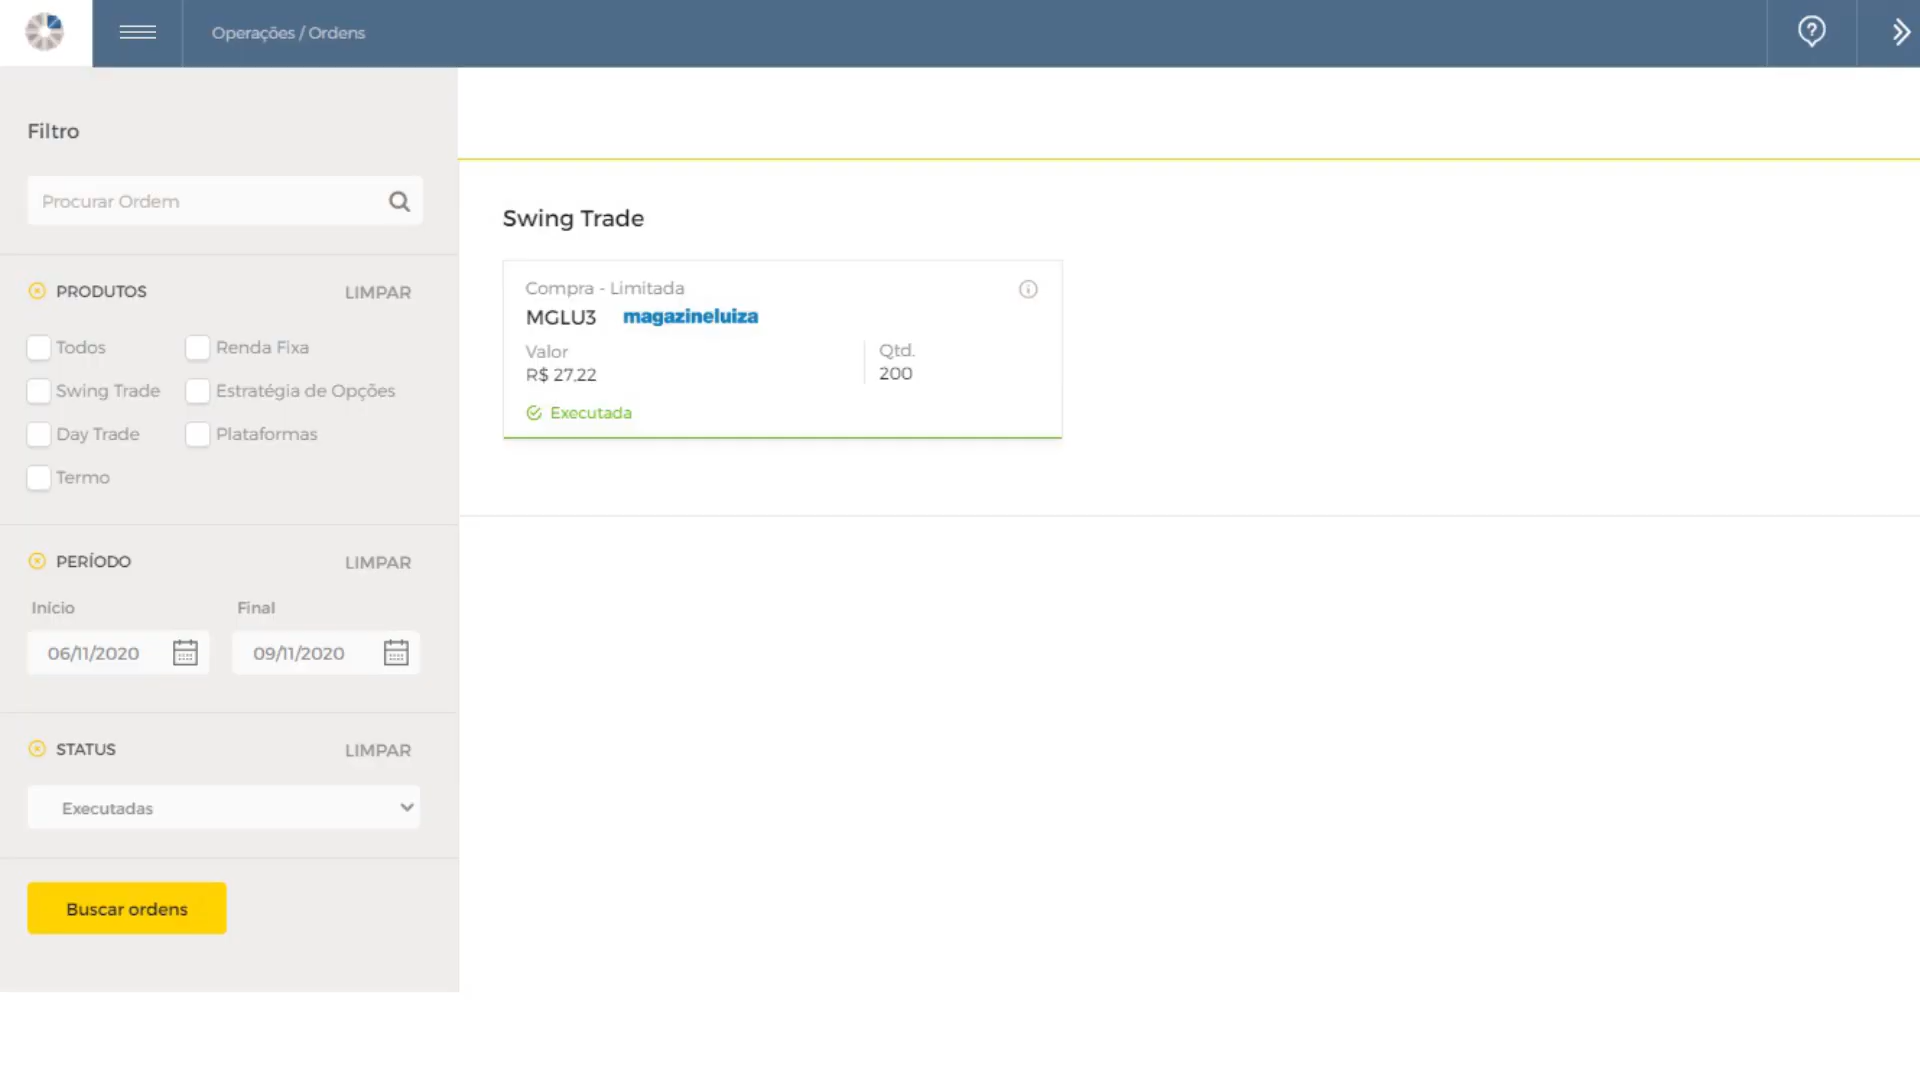 Operações / Ordens
Filtro
Procurar Ordem
PRODUTOS LIMPAR
Todos Renda Fixa
Swing Trade Estratégia de Opções
Day Trade Plataformas
Termo
PERÍODO LIMPAR
Início Final
06/11/2020 09/11/2020
STATUS LIMPAR
Executadas
Buscar ordens
Swing Trade
Compra - Limitada
MGLU3 magazineluiza
Valor Qtd.
R$ 27,22 200
Executada